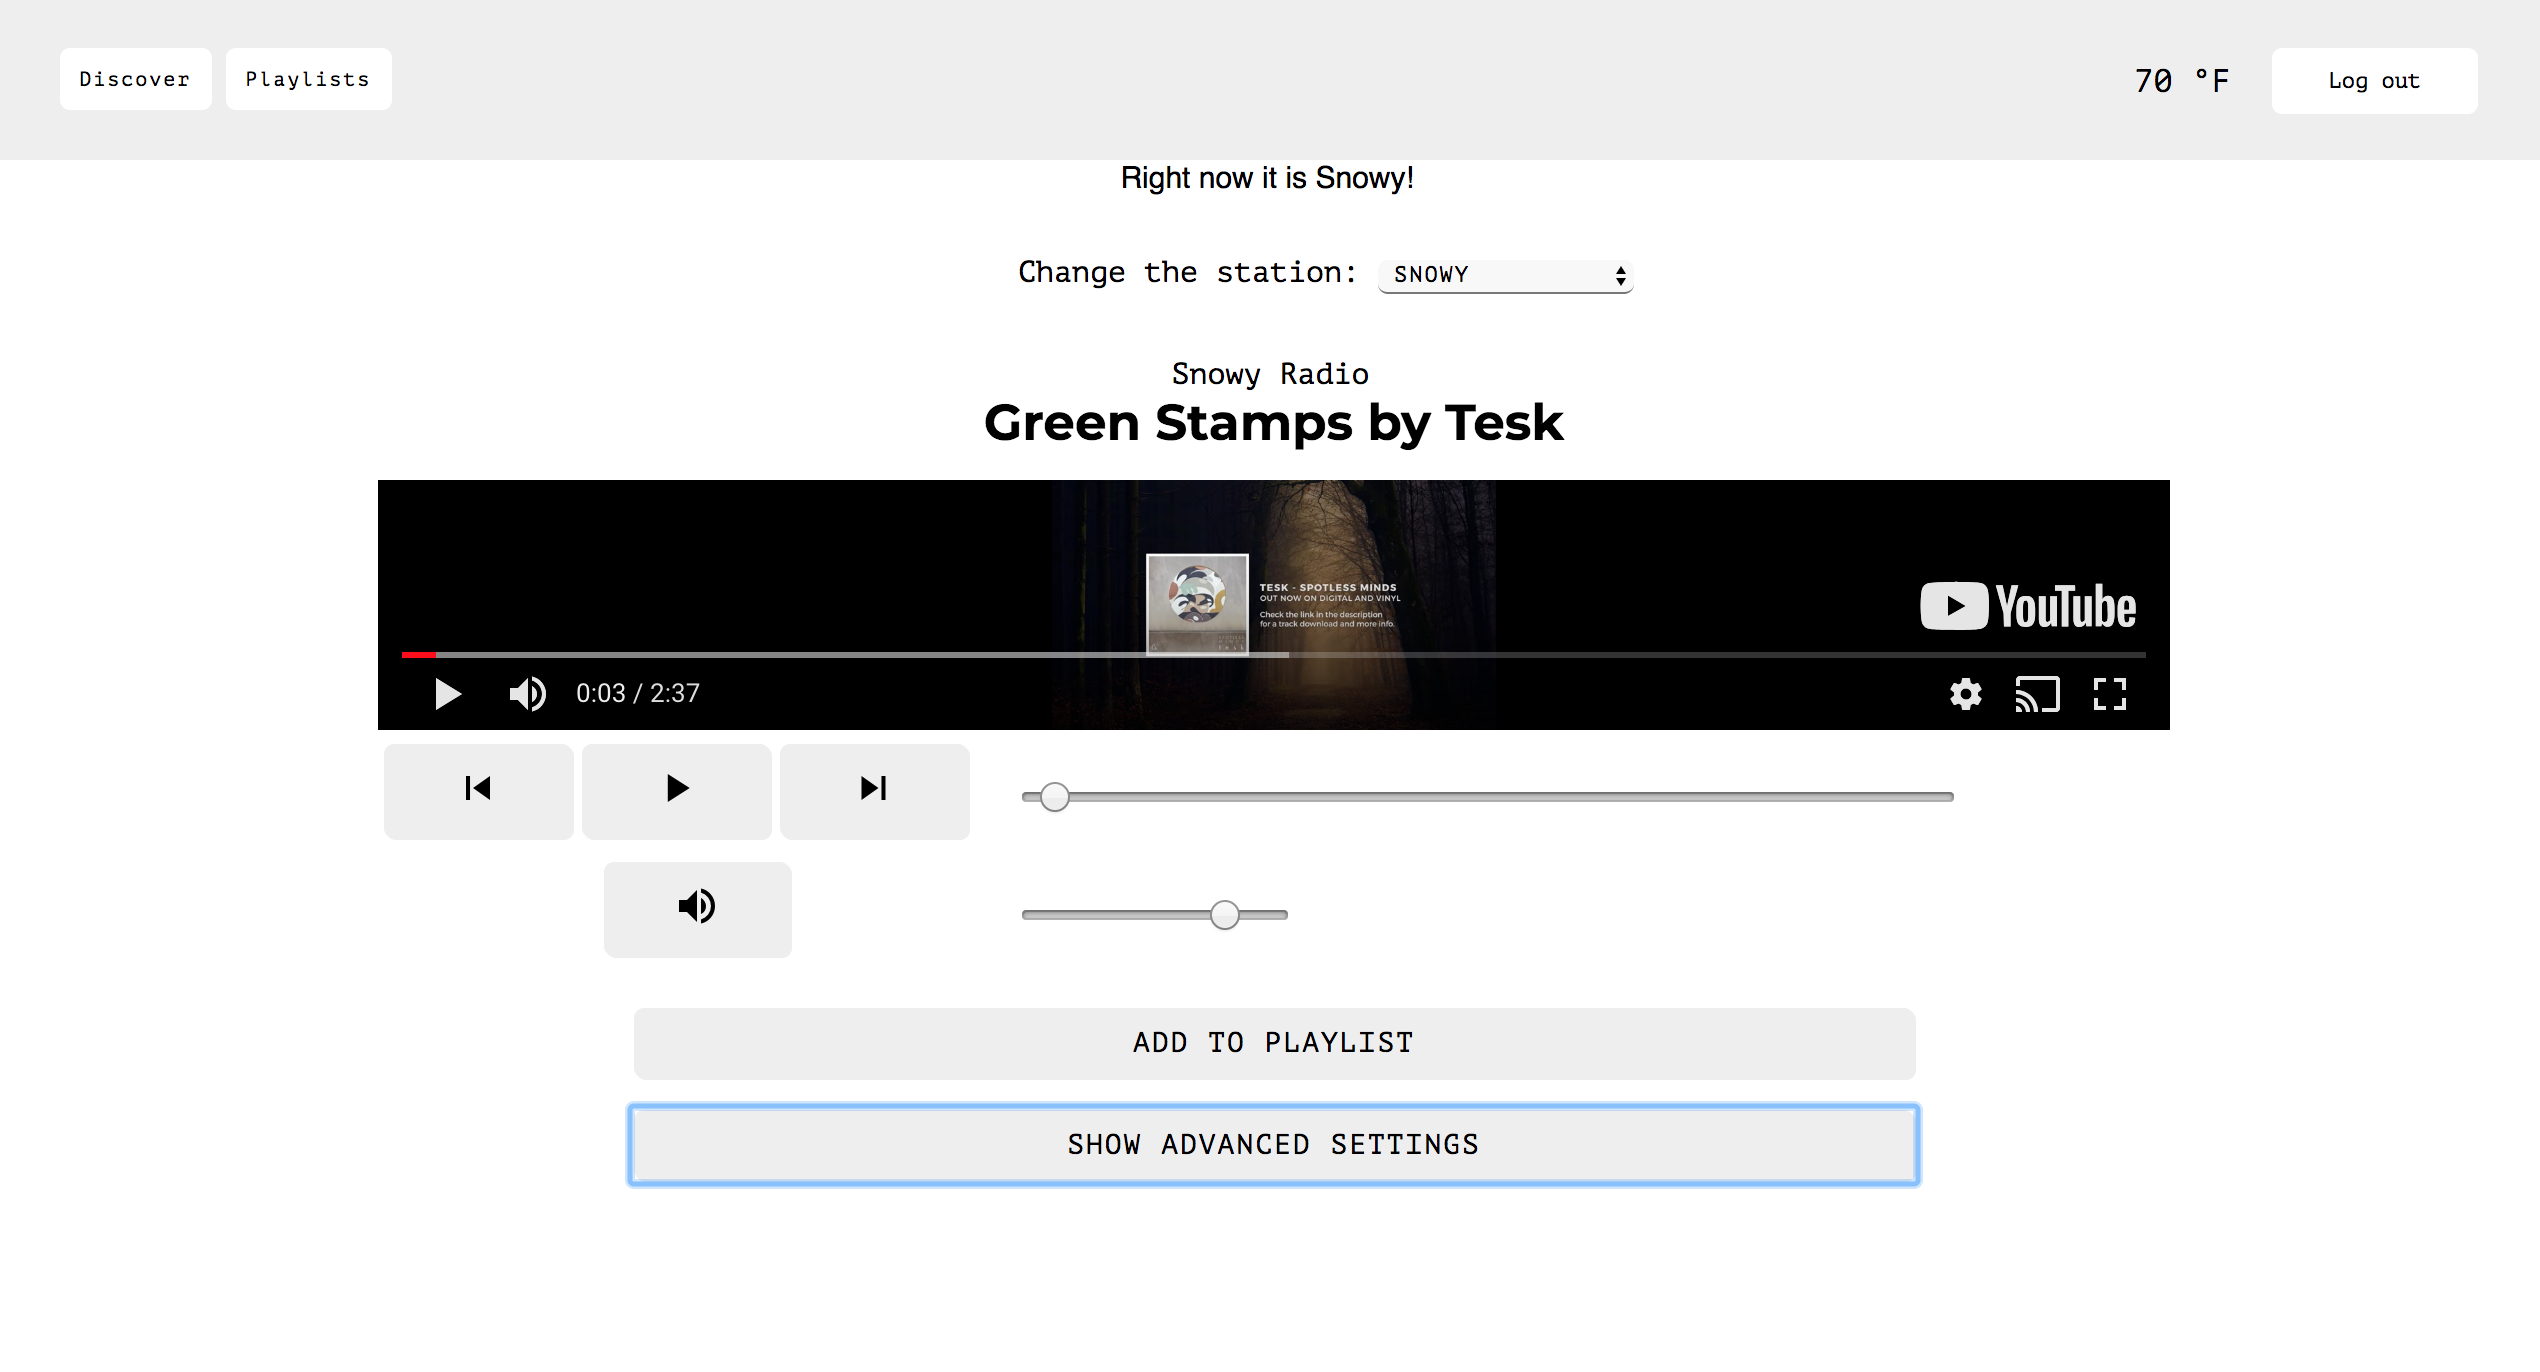 Discover
Playlists
70 °F
Log out
Right now it is Snowy!
Change the station:
SNOWY
Snowy Radio
Green Stamps by Tesk
TESK - SPOTLESS MINDS
OUT NOW ON DIGITAL AND VINYL
Check the link in the description
for a track download and more info.
YouTube
0:03 / 2:37
ADD TO PLAYLIST
SHOW ADVANCED SETTINGS